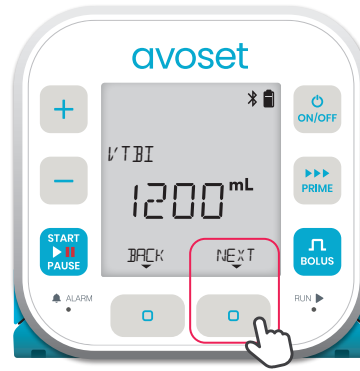 avoset
+
ON/OFF
VTBI
−
1200 mL
PRIME
START
PAUSE
BACK
NEXT
BOLUS
ALARM
RUN